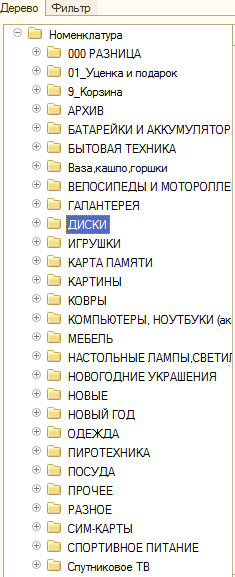 Дерево Фильтр
Номенклатура
000 РАЗНИЦА
01_Уценка и подарок
9_Корзина
АРХИВ
БАТАРЕЙКИ И АККУМУЛЯТОР
БЫТОВАЯ ТЕХНИКА
Ваза,кашпо,горшки
ВЕЛОСИПЕДЫ И МОТОРОЛЛЕ
ГАЛАНТЕРЕЯ
ДИСКИ
ИГРУШКИ
КАРТА ПАМЯТИ
КАРТИНЫ
КОВРЫ
КОМПЬЮТЕРЫ, НОУТБУКИ (ак
МЕБЕЛЬ
НАСТОЛЬНЫЕ ЛАМПЫ,СВЕТИЛ
НОВОГОДНИЕ УКРАШЕНИЯ
НОВЫЕ
НОВЫЙ ГОД
ОДЕЖДА
ПИРОТЕХНИКА
ПОСУДА
ПРОЧЕЕ
РАЗНОЕ
СИМ-КАРТЫ
СПОРТИВНОЕ ПИТАНИЕ
Спутниковое ТВ